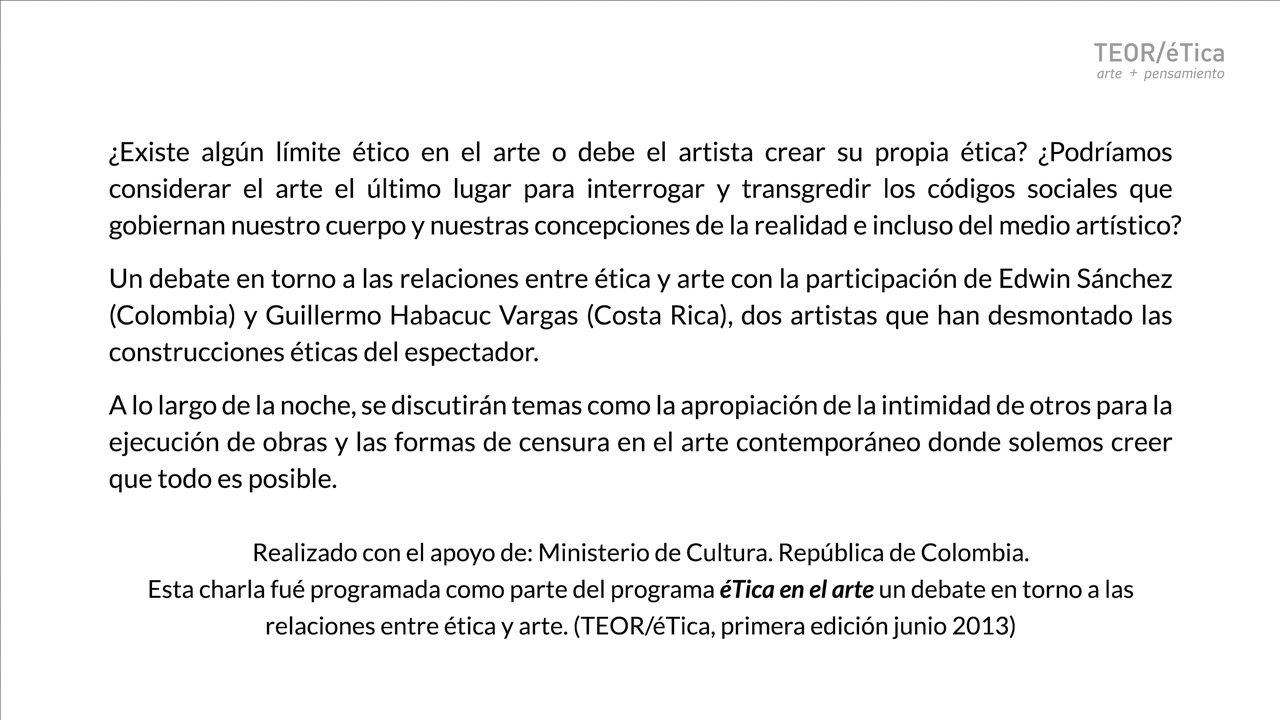 TEOR/éTica
arte + pensamiento
¿Existe algún límite ético en el arte o debe el artista crear su propia ética? ¿Podríamos
considerar el arte el último lugar para interrogar y transgredir los códigos sociales que
gobiernan nuestro cuerpo y nuestras concepciones de la realidad e incluso del medio artístico?
Un debate en torno a las relaciones entre ética y arte con la participación de Edwin Sánchez
(Colombia) y Guillermo Habacuc Vargas (Costa Rica), dos artistas que han desmontado las
construcciones éticas del espectador.
A lo largo de la noche, se discutirán temas como la apropiación de la intimidad de otros para la
ejecución de obras y las formas de censura en el arte contemporáneo donde solemos creer
que todo es posible.
Realizado con el apoyo de: Ministerio de Cultura. República de Colombia.
Esta charla fué programada como parte del programa éTica en el arte un debate en torno a las
relaciones entre ética y arte. (TEOR/éTica, primera edición junio 2013)